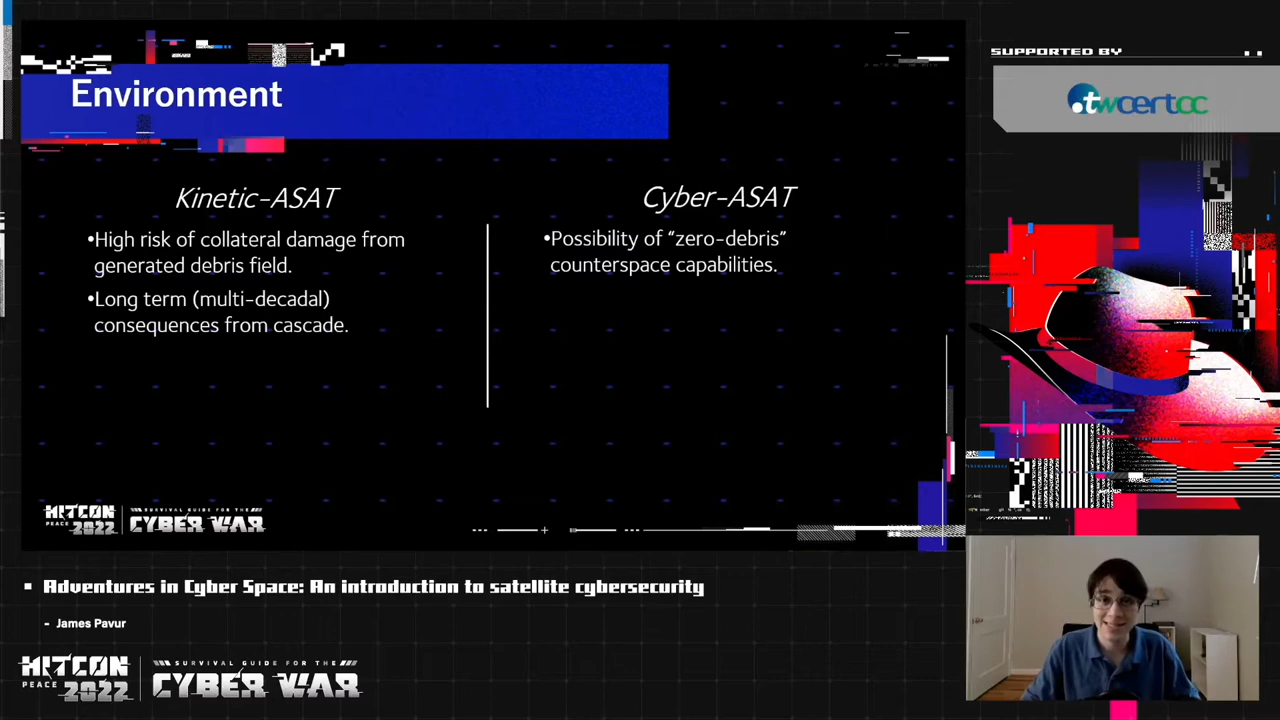 SUPPORTED BY
.twcertcc
Environment
Kinetic-ASAT
•High risk of collateral damage from
generated debris field.
•Long term (multi-decadal)
consequences from cascade.
Cyber-ASAT
•Possibility of “zero-debris”
counterspace capabilities.
HITCON
PEACE 2022
SURVIVAL GUIDE FOR THE
CYBER WAR
Adventures in Cyber Space: An introduction to satellite cybersecurity
- James Pavur
HITCON
PEACE 2022
SURVIVAL GUIDE FOR THE
CYBER WAR